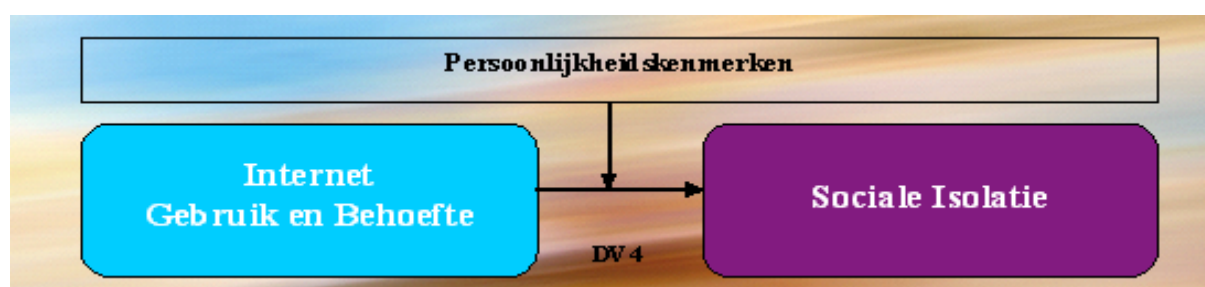 Persoonlijkheidskenmerken
Internet
Gebruik en Behoefte
Sociale Isolatie
DV 4